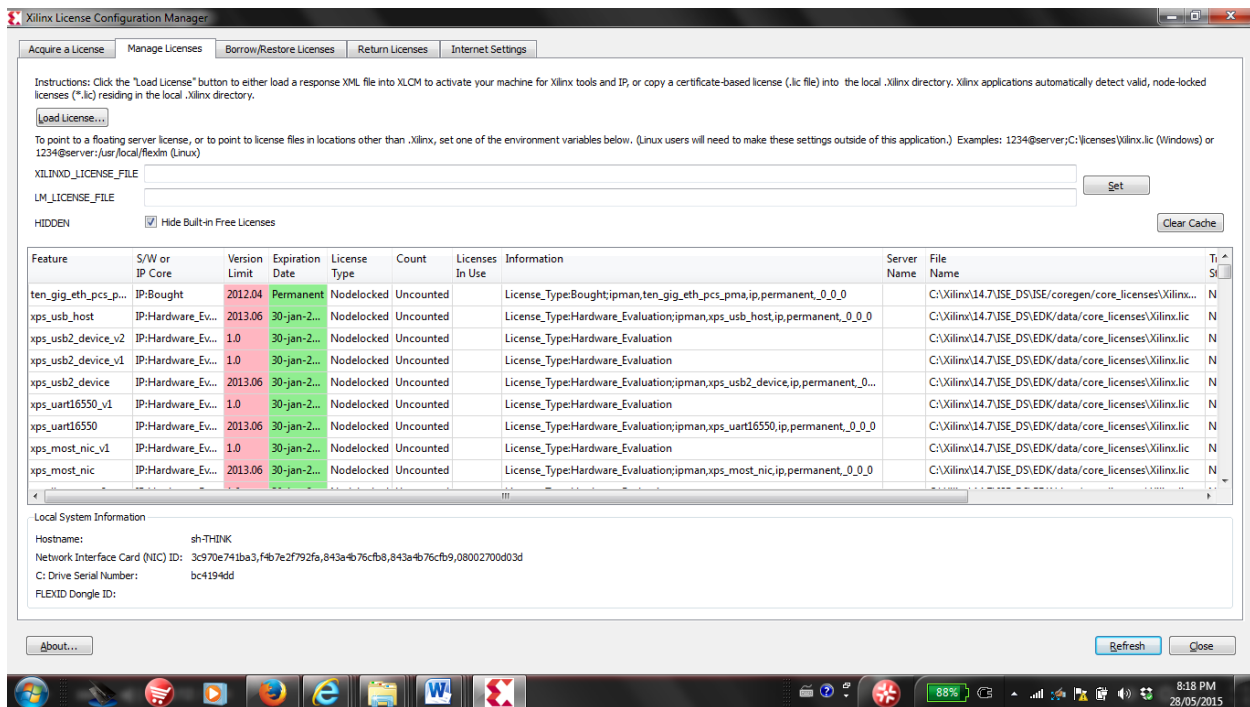 Xilinx License Configuration Manager
Acquire a License Manage Licenses Borrow/Restore Licenses Return Licenses Internet Settings
Instructions: Click the "Load License" button to either load a response XML file into XLCM to activate your machine for Xilinx tools and IP, or copy a certificate-based license (.lic file) into the local .Xilinx directory. Xilinx applications automatically detect valid, node-locked
licenses (*.lic) residing in the local .Xilinx directory.
Load License...
To point to a floating server license, or to point to license files in locations other than .Xilinx, set one of the environment variables below. (Linux users will need to make these settings outside of this application.) Examples: 1234@server;C:\licenses\Xilinx.lic (Windows) or
1234@server:/usr/local/flexlm (Linux)
XILINXD_LICENSE_FILE
Set
LM_LICENSE_FILE
HIDDEN Hide Built-in Free Licenses Clear Cache
Feature S/W or Version Expiration License Count Licenses Information Server File
IP Core Limit Date Type In Use Name Name
ten_gig_eth_pcs_p... IP:Bought 2012.04 Permanent Nodelocked Uncounted License_Type:Bought;ipman,ten_gig_eth_pcs_pma,ip,permanent,_0_0_0 C:\Xilinx\14.7\ISE_DS\ISE/coregen/core_licenses\Xilinx... N
xps_usb_host IP:Hardware_Ev... 2013.06 30-jan-2... Nodelocked Uncounted License_Type:Hardware_Evaluation;ipman,xps_usb_host,ip,permanent,_0_0_0 C:\Xilinx\14.7\ISE_DS\EDK/data/core_licenses\Xilinx.lic N
xps_usb2_device_v2 IP:Hardware_Ev... 1.0 30-jan-2... Nodelocked Uncounted License_Type:Hardware_Evaluation C:\Xilinx\14.7\ISE_DS\EDK/data/core_licenses\Xilinx.lic N
xps_usb2_device_v1 IP:Hardware_Ev... 1.0 30-jan-2... Nodelocked Uncounted License_Type:Hardware_Evaluation C:\Xilinx\14.7\ISE_DS\EDK/data/core_licenses\Xilinx.lic N
xps_usb2_device IP:Hardware_Ev... 2013.06 30-jan-2... Nodelocked Uncounted License_Type:Hardware_Evaluation;ipman,xps_usb2_device,ip,permanent,_0... C:\Xilinx\14.7\ISE_DS\EDK/data/core_licenses\Xilinx.lic N
xps_uart16550_v1 IP:Hardware_Ev... 1.0 30-jan-2... Nodelocked Uncounted License_Type:Hardware_Evaluation C:\Xilinx\14.7\ISE_DS\EDK/data/core_licenses\Xilinx.lic N
xps_uart16550 IP:Hardware_Ev... 2013.06 30-jan-2... Nodelocked Uncounted License_Type:Hardware_Evaluation;ipman,xps_uart16550,ip,permanent,_0_0_0 C:\Xilinx\14.7\ISE_DS\EDK/data/core_licenses\Xilinx.lic N
xps_most_nic_v1 IP:Hardware_Ev... 1.0 30-jan-2... Nodelocked Uncounted License_Type:Hardware_Evaluation C:\Xilinx\14.7\ISE_DS\EDK/data/core_licenses\Xilinx.lic N
xps_most_nic IP:Hardware_Ev... 2013.06 30-jan-2... Nodelocked Uncounted License_Type:Hardware_Evaluation;ipman,xps_most_nic,ip,permanent,_0_0_0 C:\Xilinx\14.7\ISE_DS\EDK/data/core_licenses\Xilinx.lic N
Local System Information
Hostname: sh-THINK
Network Interface Card (NIC) ID: 3c970e741ba3,f4b7e2f792fa,843a4b76cfb8,843a4b76cfb9,08002700d03d
C: Drive Serial Number: bc4194dd
FLEXID Dongle ID:
About... Refresh Close
88% 8:18 PM
28/05/2015